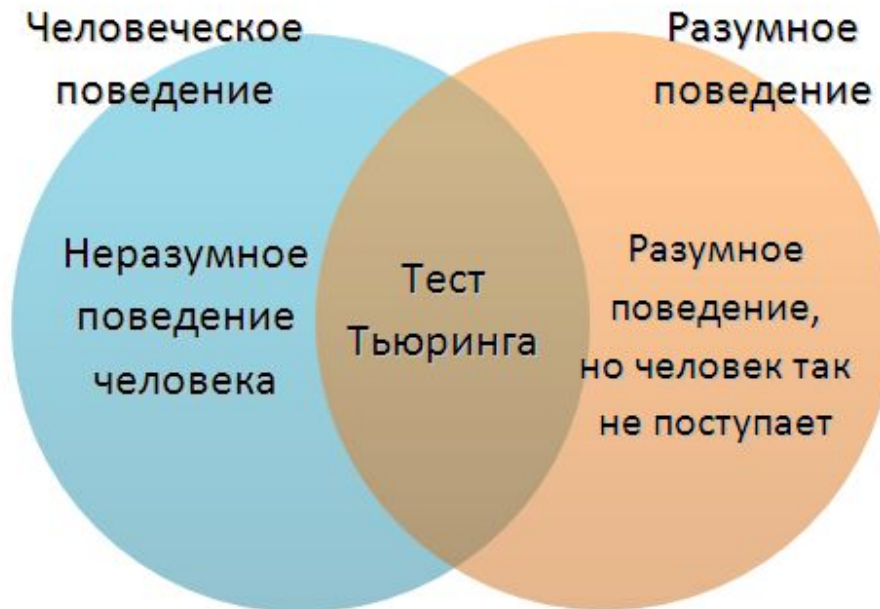 Человеческое
поведение
Разумное
поведение
Неразумное
поведение
человека
Тест
Тьюринга
Разумное
поведение,
но человек так
не поступает